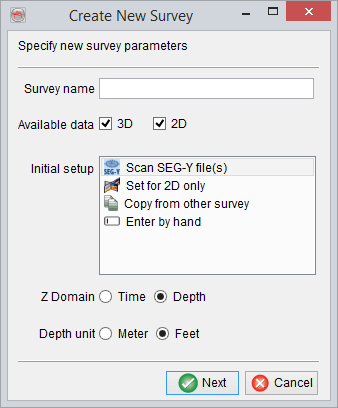 Create New Survey
Specify new survey parameters
Survey name
Available data 3D 2D
Initial setup
SEG-Y Scan SEG-Y file(s)
Set for 2D only
Copy from other survey
Enter by hand
Z Domain Time Depth
Depth unit Meter Feet
Next Cancel